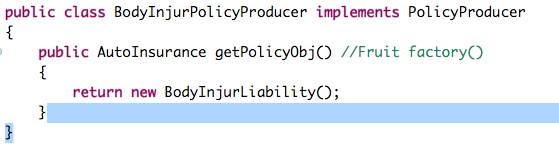 public class BodyInjurPolicyProducer implements PolicyProducer
{
public AutoInsurance getPolicyObj() //Fruit factory()
{
return new BodyInjurLiability();
}
}